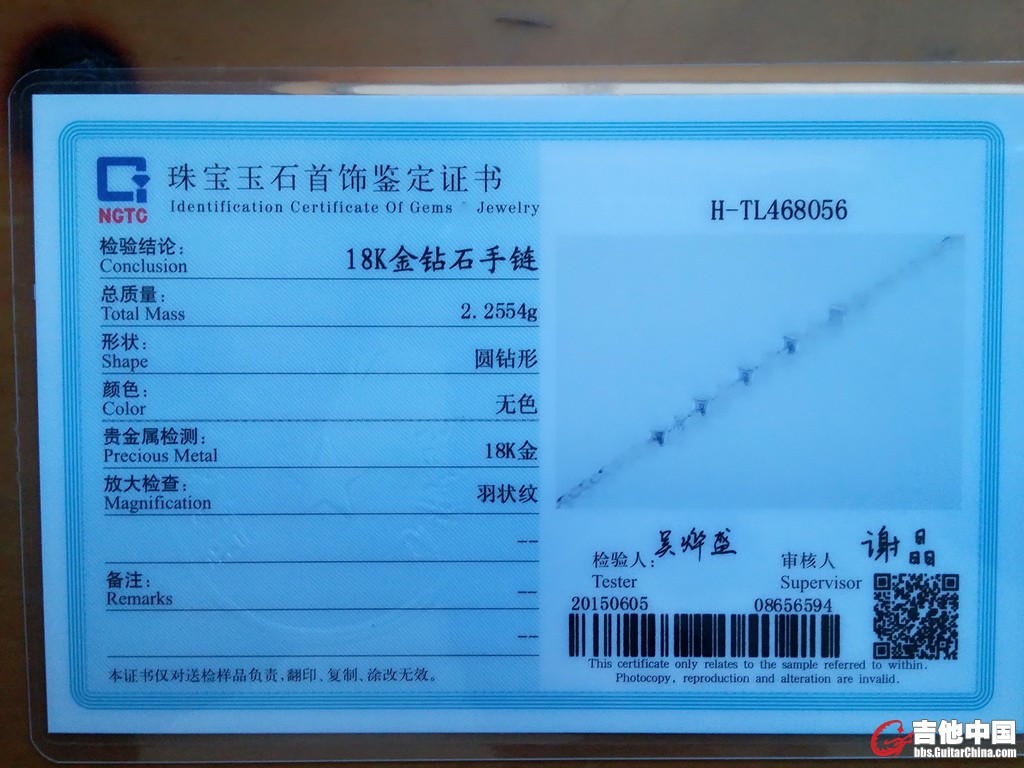 NGTC
珠宝玉石首饰鉴定证书
Identification Certificate Of Gems Jewelry
检验结论:
Conclusion
18K金钻石手链
总质量:
Total Mass
2.2554g
形状:
Shape
圆钻形
颜色:
Color
无色
贵金属检测:
Precious Metal
18K金
放大检查:
Magnification
羽状纹
--
备注:
Remarks
--
--
本证书仅对送检样品负责,翻印、复制、涂改无效。
H-TL468056
检验人:
吴烨盛
Tester
审核人
谢晶
Supervisor
20150605
08656594
This certificate only relates to the sample referred to within.
Photocopy, reproduction and alteration are invalid.
吉他中国
bbs.GuitarChina.com